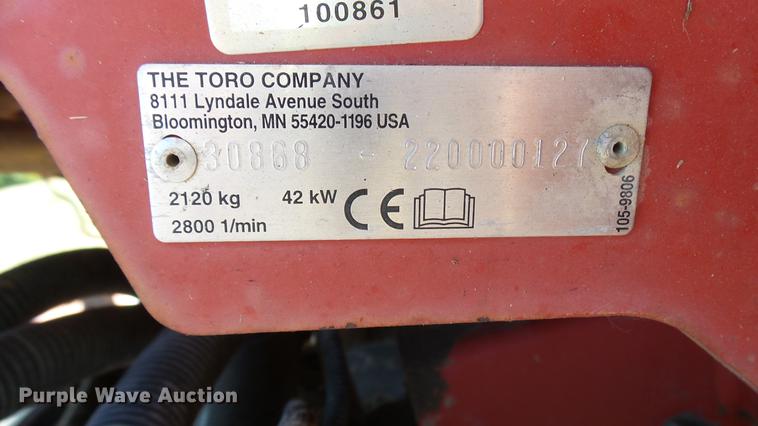 100861
THE TORO COMPANY
8111 Lyndale Avenue South
Bloomington, MN 55420-1196 USA
30868 - 220000127
2120 kg 42 kW CE
2800 1/min
105-9806
Purple Wave Auction